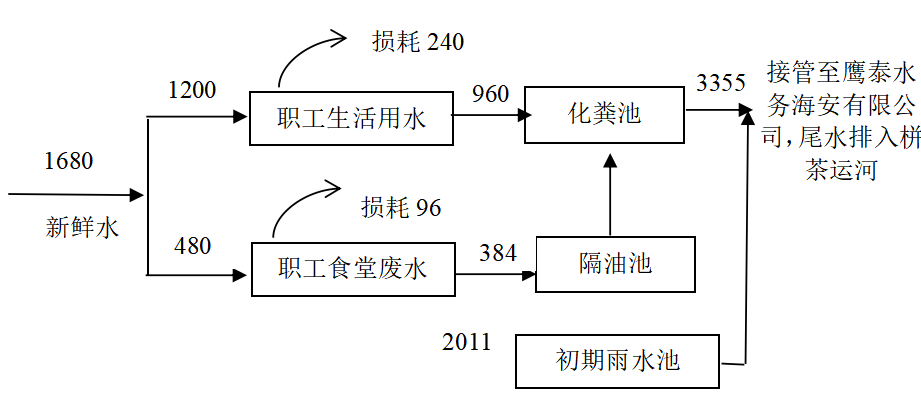 损耗 240
1200
职工生活用水
960
化粪池
3355
接管至鹰泰水
务海安有限公
司，尾水排入栟
茶运河
1680
新鲜水
损耗 96
480
职工食堂废水
384
隔油池
2011
初期雨水池